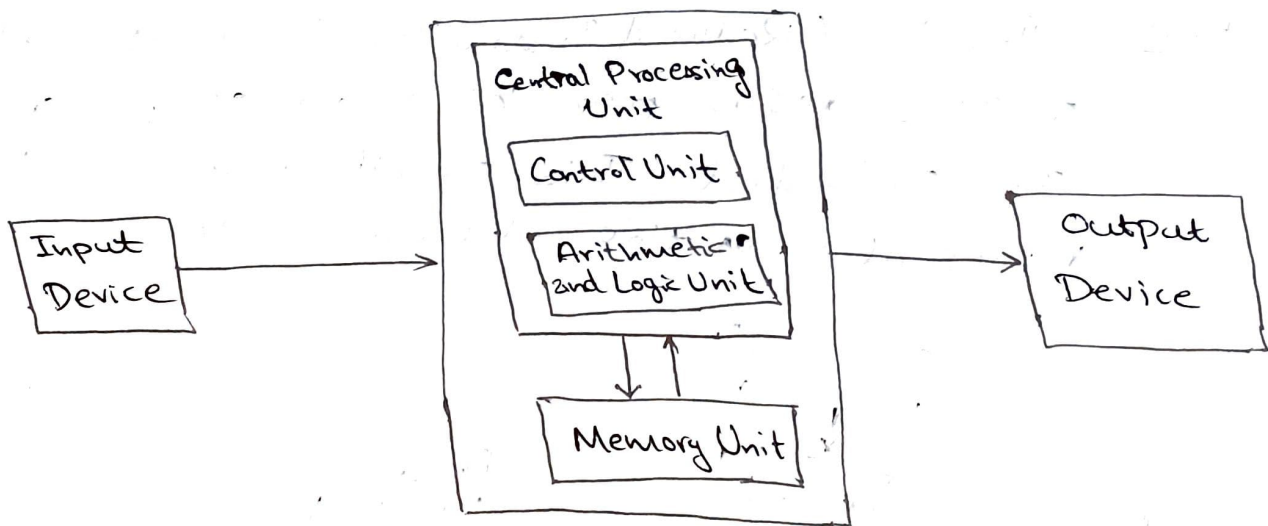 Central Processing
Unit
Control Unit
Arithmetic
and Logic Unit
Input
Device
Output
Device
Memory Unit